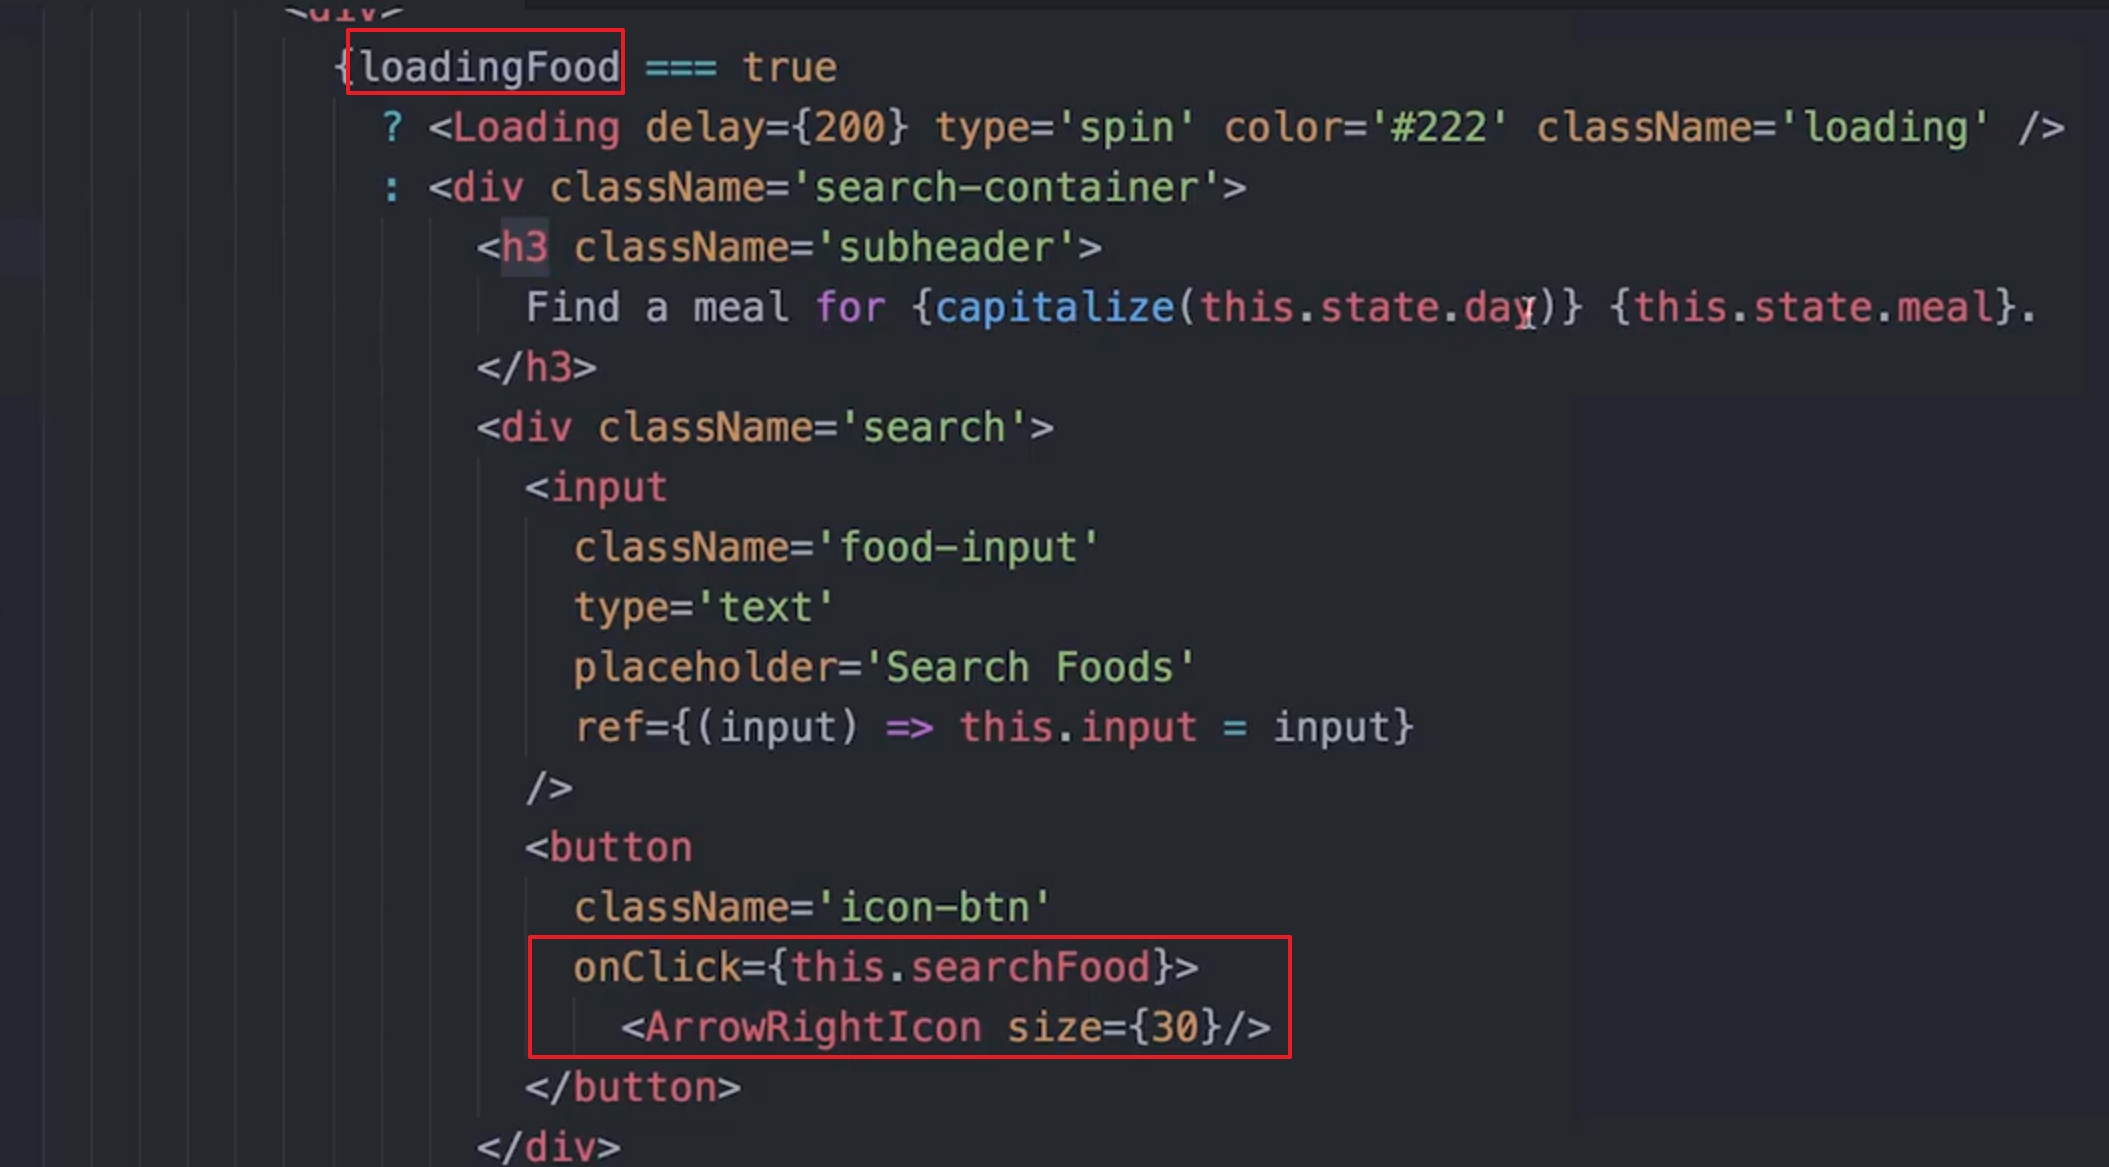 <div>
{loadingFood === true
? <Loading delay={200} type='spin' color='#222' className='loading' />
: <div className='search-container'>
<h3 className='subheader'>
Find a meal for {capitalize(this.state.day)} {this.state.meal}.
</h3>
<div className='search'>
<input
className='food-input'
type='text'
placeholder='Search Foods'
ref={(input) => this.input = input}
/>
<button
className='icon-btn'
onClick={this.searchFood}>
<ArrowRightIcon size={30}/>
</button>
</div>